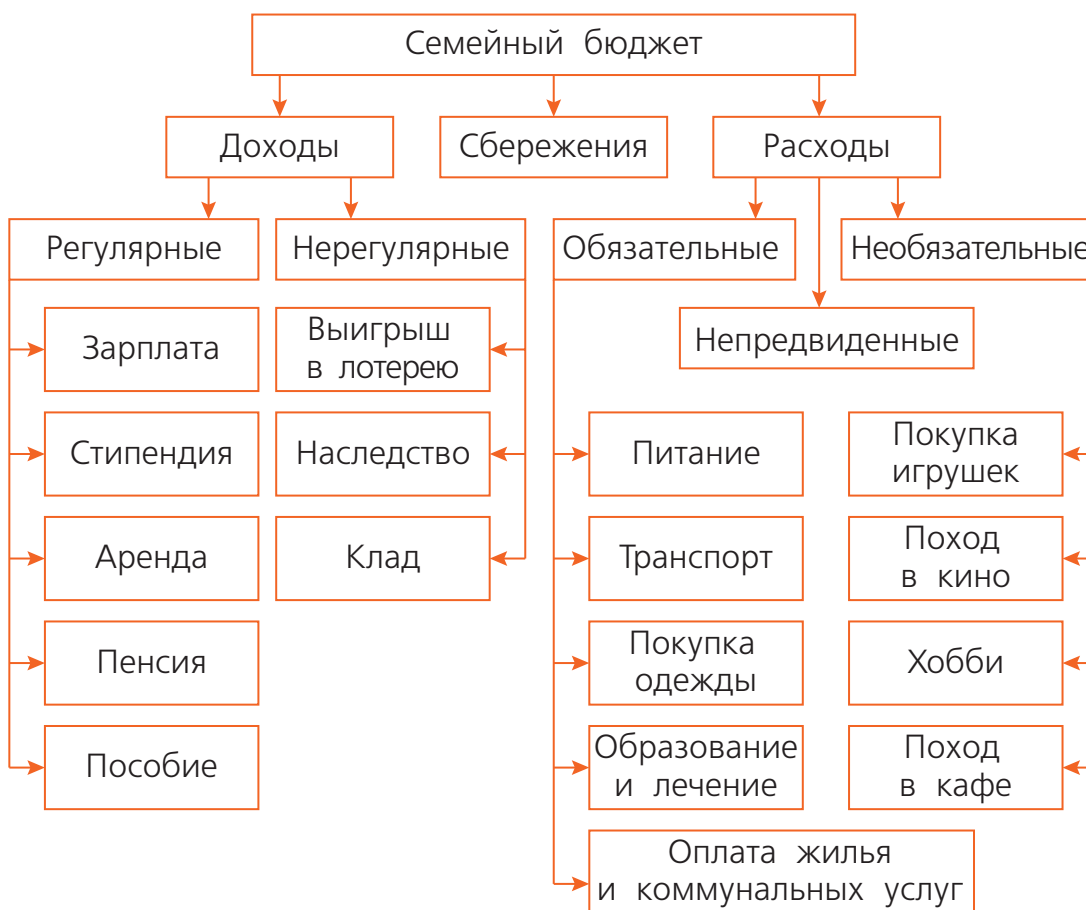 Семейный бюджет
Доходы
Сбережения
Расходы
Регулярные
Нерегулярные
Обязательные
Необязательные
Непредвиденные
Зарплата
Стипендия
Аренда
Пенсия
Пособие
Выигрыш
в лотерею
Наследство
Клад
Питание
Транспорт
Покупка
одежды
Образование
и лечение
Оплата жилья
и коммунальных услуг
Покупка
игрушек
Поход
в кино
Хобби
Поход
в кафе